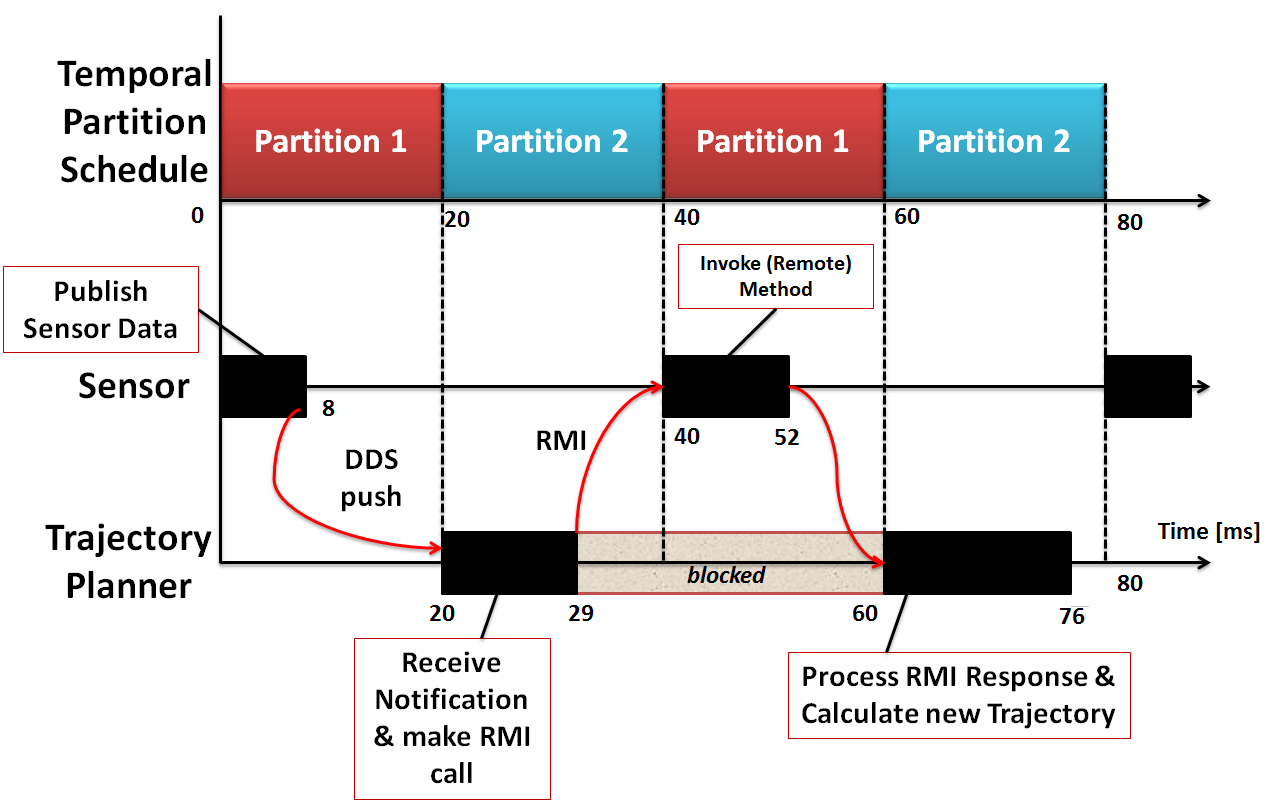 Temporal
Partition
Schedule
Partition 1
Partition 2
Partition 1
Partition 2
0
20
40
60
80
Publish
Sensor Data
Invoke (Remote)
Method
Sensor
8
40
52
RMI
DDS
push
Trajectory
Planner
Time [ms]
blocked
20
29
60
76
80
Receive
Notification
& make RMI
call
Process RMI Response &
Calculate new Trajectory